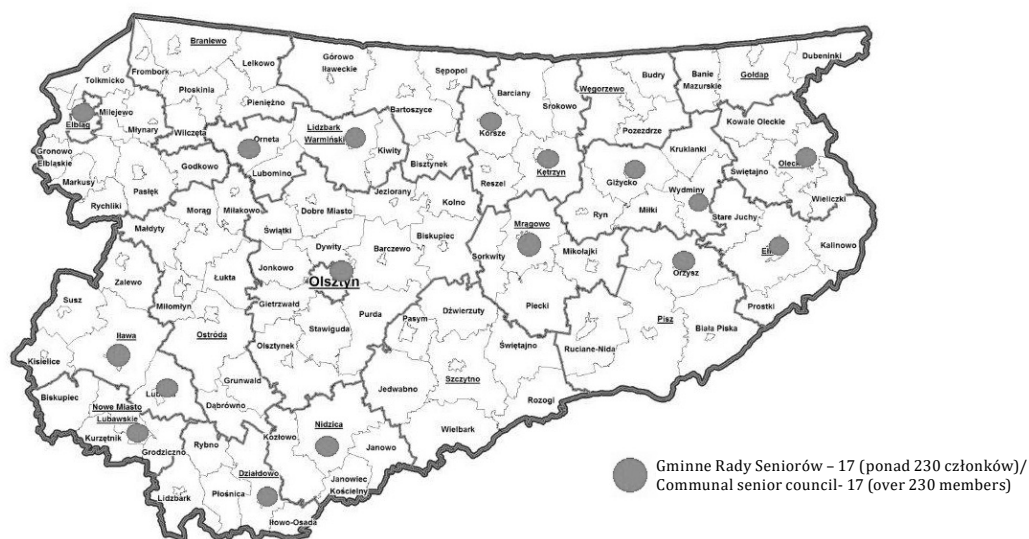 Braniewo
Lelkowo
Górowo
Iławeckie
Sępopol
Dubeninki
Tolkmicko
Frombork
Płoskinia
Pieniężno
Bartoszyce
Barciany
Srokowo
Węgorzewo
Budry
Banie
Mazurskie
Gołdap
Elbląg
Milejewo
Młynary
Wilczęta
Orneta
Lidzbark
Warmiński
Kiwity
Bisztynek
Korsze
Pozezdrze
Kowale Oleckie
Gronowo
Elbląskie
Markusy
Rychliki
Pasłęk
Godkowo
Lubomino
Reszel
Kętrzyn
Giżycko
Kruklanki
Wydminy
Świętajno
Wieliczki
Małdyty
Morąg
Miłakowo
Dobre Miasto
Jeziorany
Kolno
Ryn
Miłki
Stare Juchy
Kalinowo
Świątki
Dywity
Barczewo
Biskupiec
Sorkwity
Mrągowo
Mikołajki
Orzysz
Prostki
Susz
Zalewo
Miłomłyn
Łukta
Jonkowo
Olsztyn
Gietrzwałd
Purda
Pasym
Dźwierzuty
Piecki
Pisz
Biała Piska
Kisielice
Iława
Ostróda
Olsztynek
Stawiguda
Jedwabno
Szczytno
Świętajno
Ruciane-Nida
Biskupiec
Nowe Miasto
Lubawskie
Kurzętnik
Grunwald
Dąbrówno
Rozogi
Wielbark
Grodziczno
Rybno
Kozłowo
Nidzica
Janowo
Lidzbark
Płośnica
Działdowo
Iłowo-Osada
Janowiec
Kościelny
Gminne Rady Seniorów – 17 (ponad 230 członków)/
Communal senior council- 17 (over 230 members)